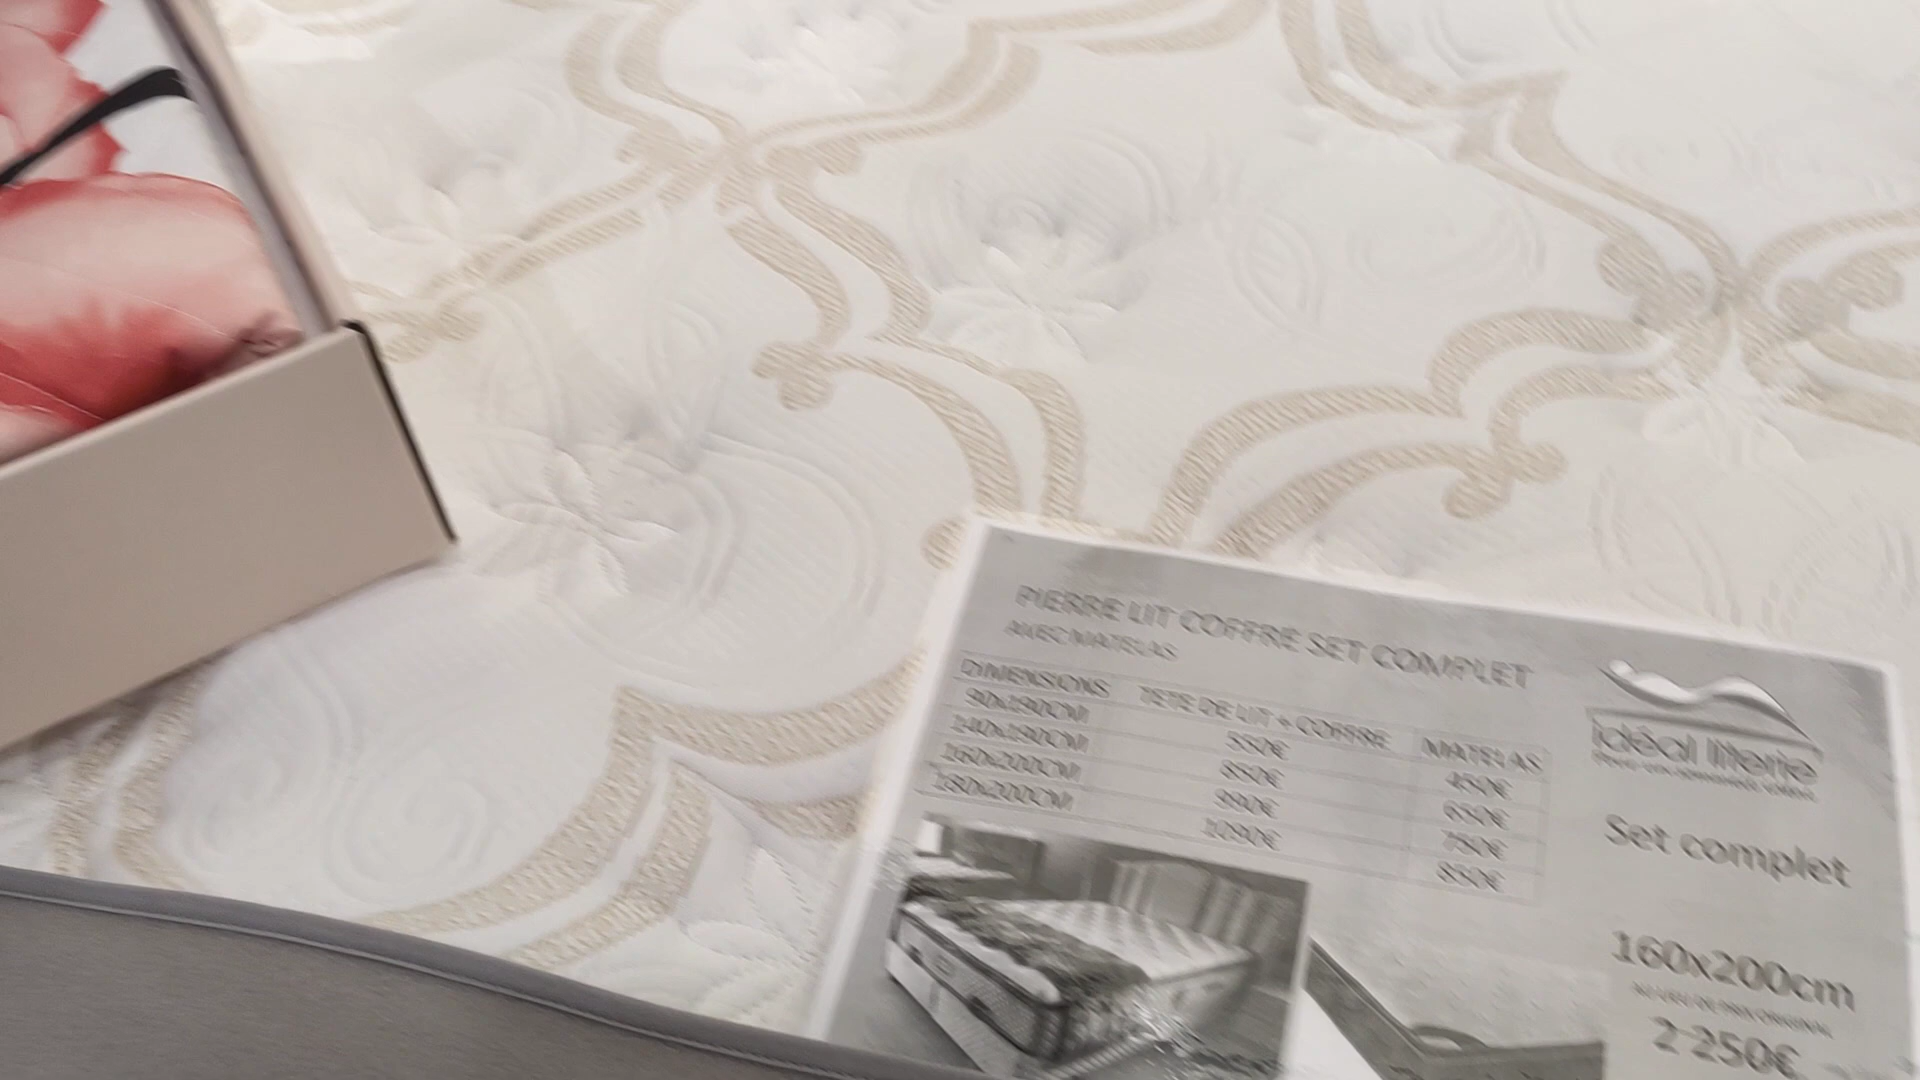 PIERRE LIT COFFRE SET COMPLET
AVEC MATELAS
DIMENSIONS TETE DE LIT + COFFRE MATELAS
90x190CM 550€ 450€
140x190CM 850€ 650€
160x200CM 990€ 750€
180x200CM 1090€ 850€
idéal literie
Set complet
160x200cm
2 250€